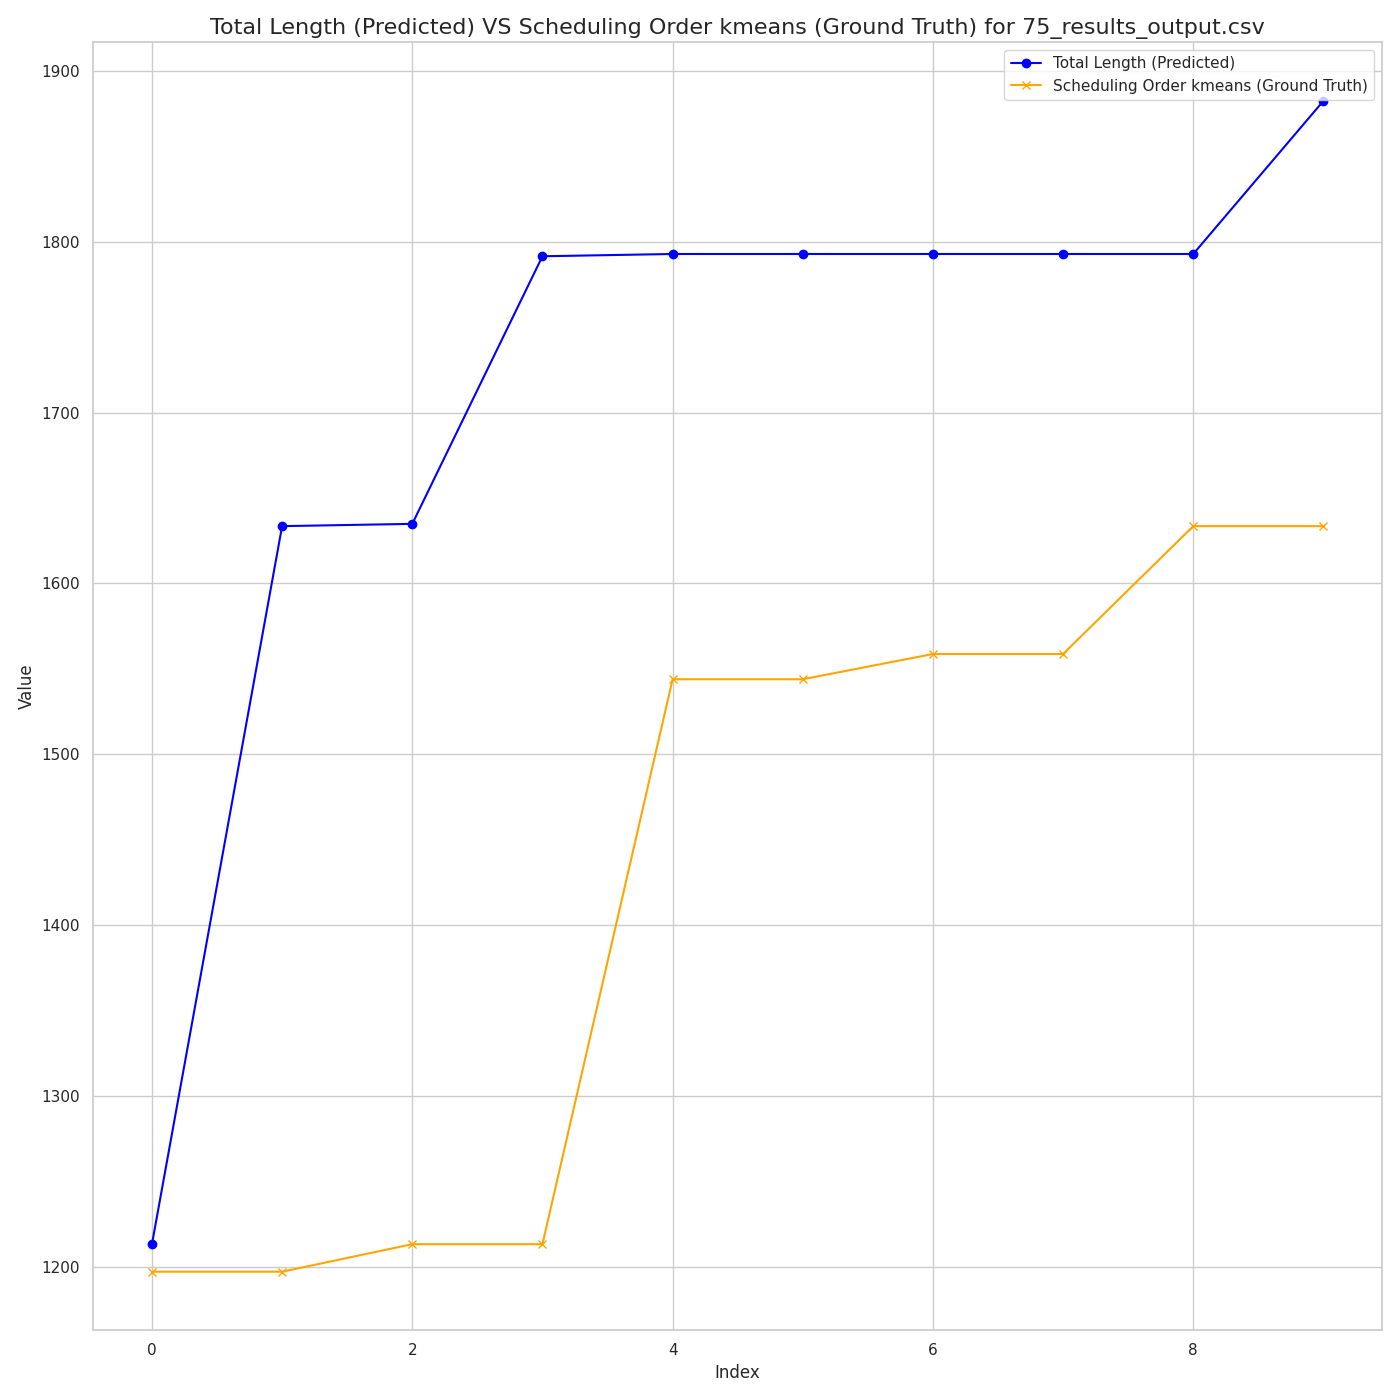 Total Length (Predicted) VS Scheduling Order kmeans (Ground Truth) for 75_results_output.csv
Total Length (Predicted)
Scheduling Order kmeans (Ground Truth)
1900
1800
1700
1600
1500
1400
1300
1200
Value
0 2 4 6 8
Index